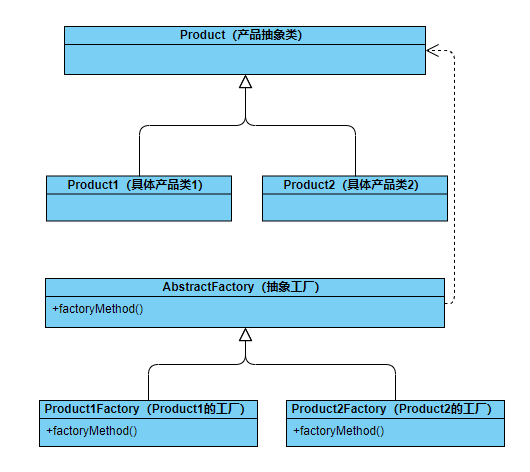 Product（产品抽象类）
Product1（具体产品类1)
Product2（具体产品类2)
AbstractFactory（抽象工厂）
+factoryMethod()
Product1Factory（Product1的工厂）
Product2Factory（Product2的工厂）
+factoryMethod()
+factoryMethod()